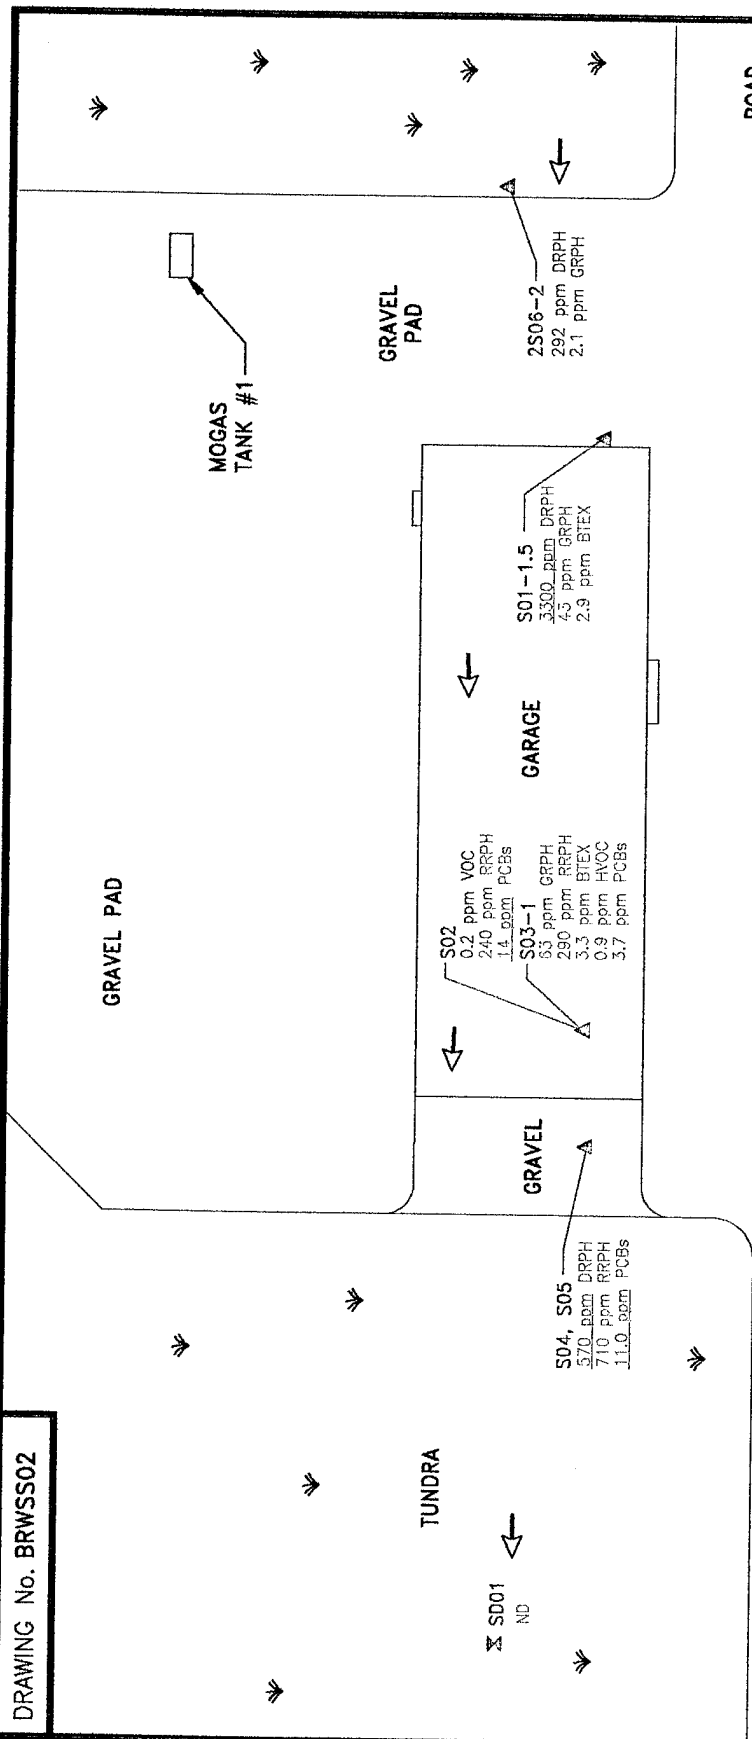 DRAWING No. BRWSS02
GRAVEL PAD
MOGAS
TANK #1
GRAVEL
PAD
TUNDRA
SD01
ND
S04, S05
570 ppm DRPH
710 ppm RRPH
11.0 ppm PCBs
GRAVEL
S02
0.2 ppm VOC
240 ppm RRPH
14 ppm PCBs
S03-1
63 ppm GRPH
290 ppm RRPH
3.3 ppm BTEX
0.9 ppm HVOC
3.7 ppm PCBs
GARAGE
S01-1.5
3300 ppm DRPH
43 ppm GRPH
2.9 ppm BTEX
2S06-2
292 ppm DRPH
2.1 ppm GRPH
ROAD